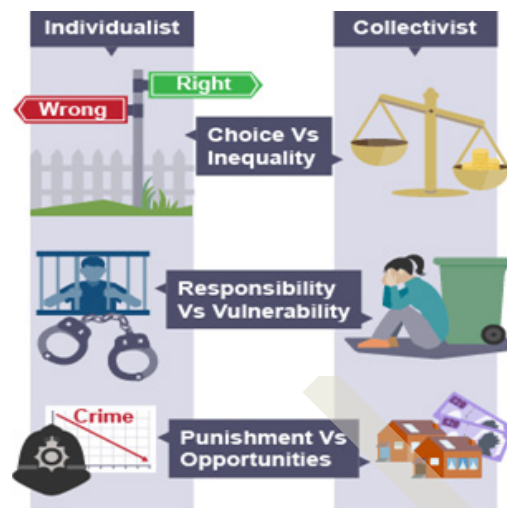 Individualist
Collectivist
Right
Wrong
Choice Vs
Inequality
Responsibility
Vs Vulnerability
Crime
Punishment Vs
Opportunities